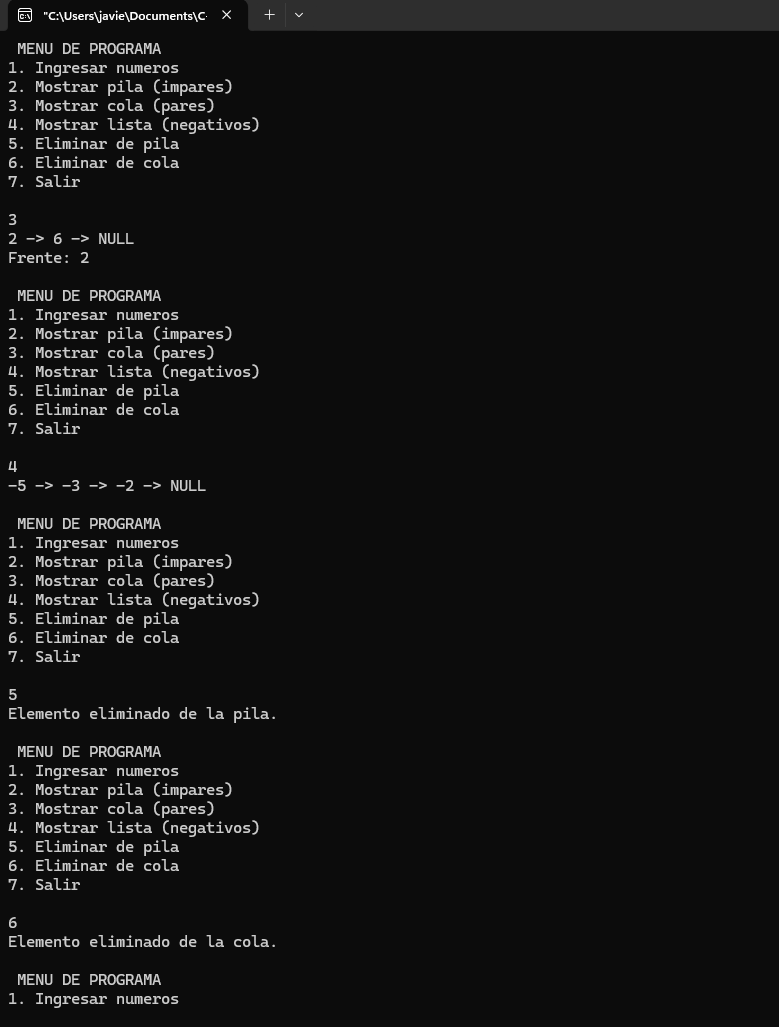 "C:\Users\javie\Documents\C-
MENU DE PROGRAMA
1. Ingresar numeros
2. Mostrar pila (impares)
3. Mostrar cola (pares)
4. Mostrar lista (negativos)
5. Eliminar de pila
6. Eliminar de cola
7. Salir
3
2 -> 6 -> NULL
Frente: 2
MENU DE PROGRAMA
1. Ingresar numeros
2. Mostrar pila (impares)
3. Mostrar cola (pares)
4. Mostrar lista (negativos)
5. Eliminar de pila
6. Eliminar de cola
7. Salir
4
-5 -> -3 -> -2 -> NULL
MENU DE PROGRAMA
1. Ingresar numeros
2. Mostrar pila (impares)
3. Mostrar cola (pares)
4. Mostrar lista (negativos)
5. Eliminar de pila
6. Eliminar de cola
7. Salir
5
Elemento eliminado de la pila.
MENU DE PROGRAMA
1. Ingresar numeros
2. Mostrar pila (impares)
3. Mostrar cola (pares)
4. Mostrar lista (negativos)
5. Eliminar de pila
6. Eliminar de cola
7. Salir
6
Elemento eliminado de la cola.
MENU DE PROGRAMA
1. Ingresar numeros